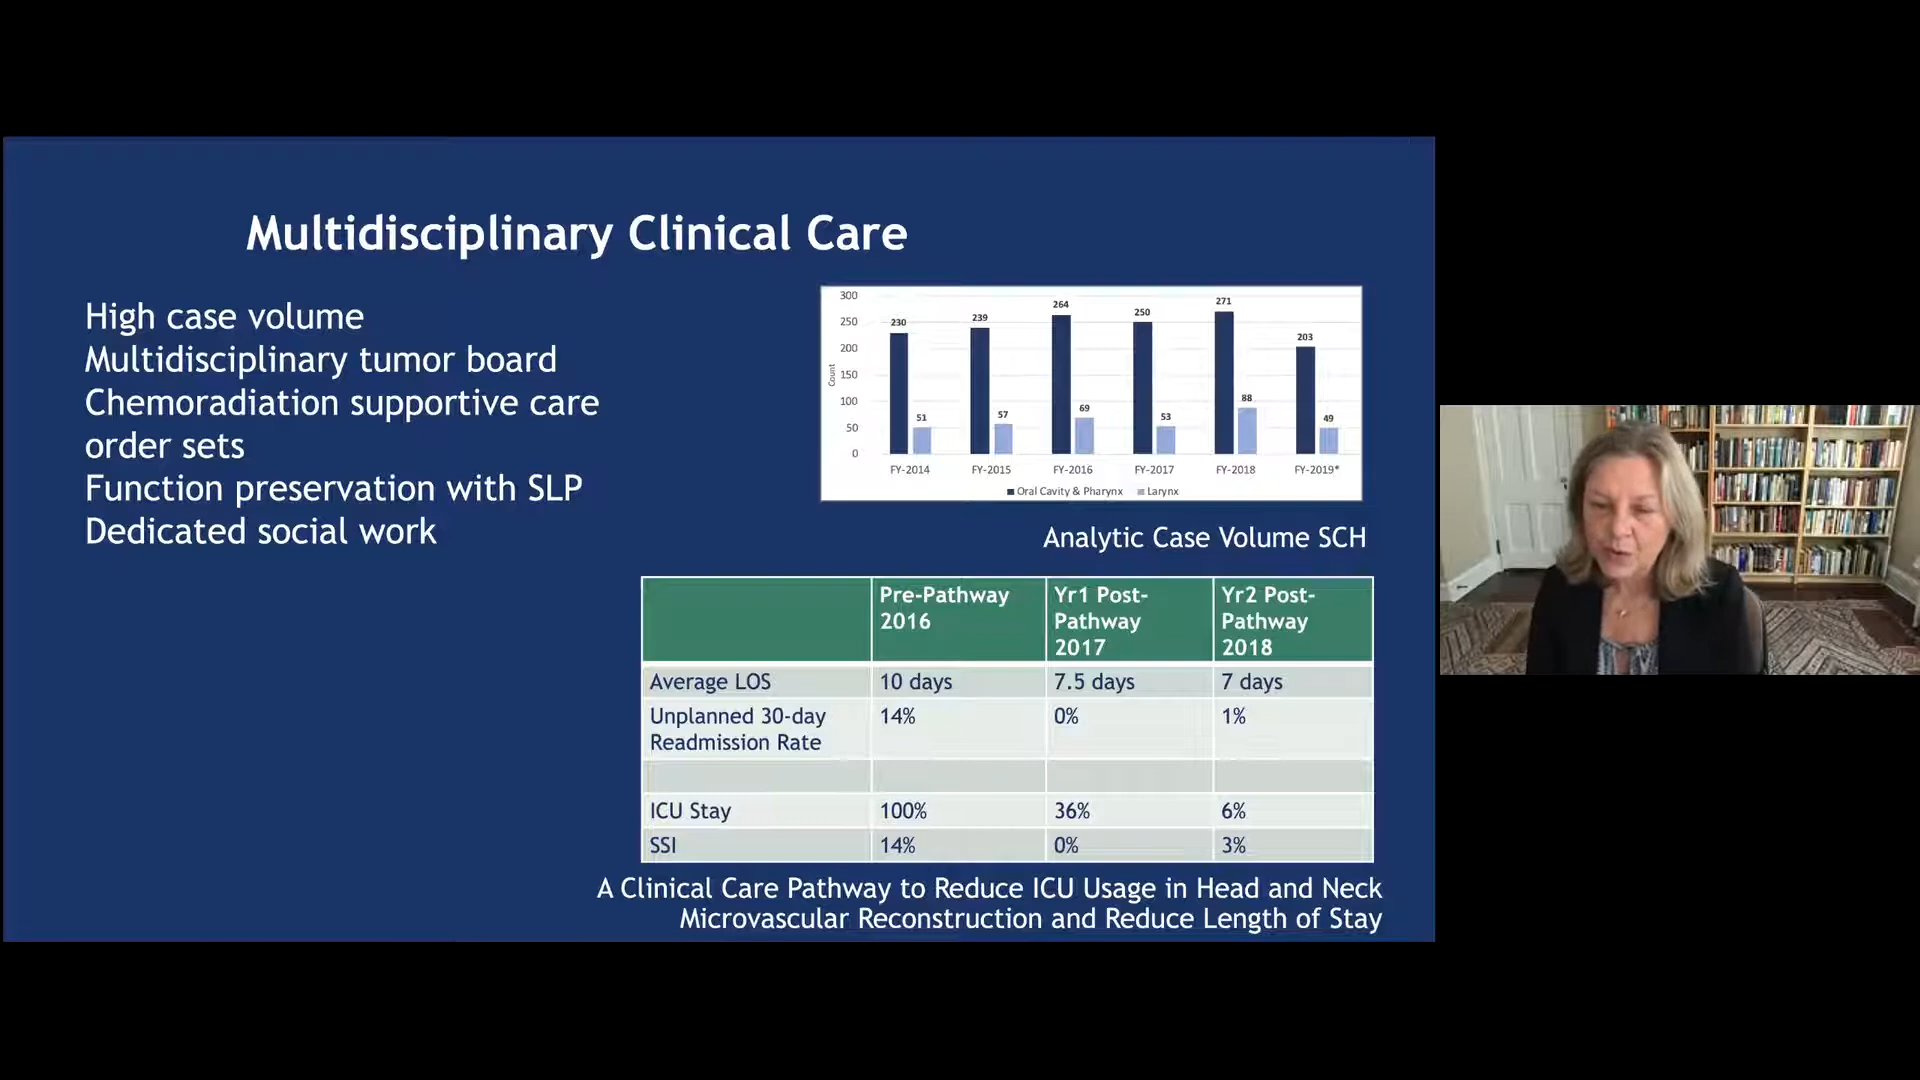 Multidisciplinary Clinical Care
High case volume
Multidisciplinary tumor board
Chemoradiation supportive care
order sets
Function preservation with SLP
Dedicated social work
300
250
200
150
100
50
0
Count
230
51
239
57
264
69
250
53
271
88
203
49
FY-2014
FY-2015
FY-2016
FY-2017
FY-2018
FY-2019*
Oral Cavity & Pharynx
Larynx
Analytic Case Volume SCH
Pre-Pathway
2016
Yr1 Post-
Pathway
2017
Yr2 Post-
Pathway
2018
Average LOS
10 days
7.5 days
7 days
Unplanned 30-day
Readmission Rate
14%
0%
1%
ICU Stay
100%
36%
6%
SSI
14%
0%
3%
A Clinical Care Pathway to Reduce ICU Usage in Head and Neck
Microvascular Reconstruction and Reduce Length of Stay